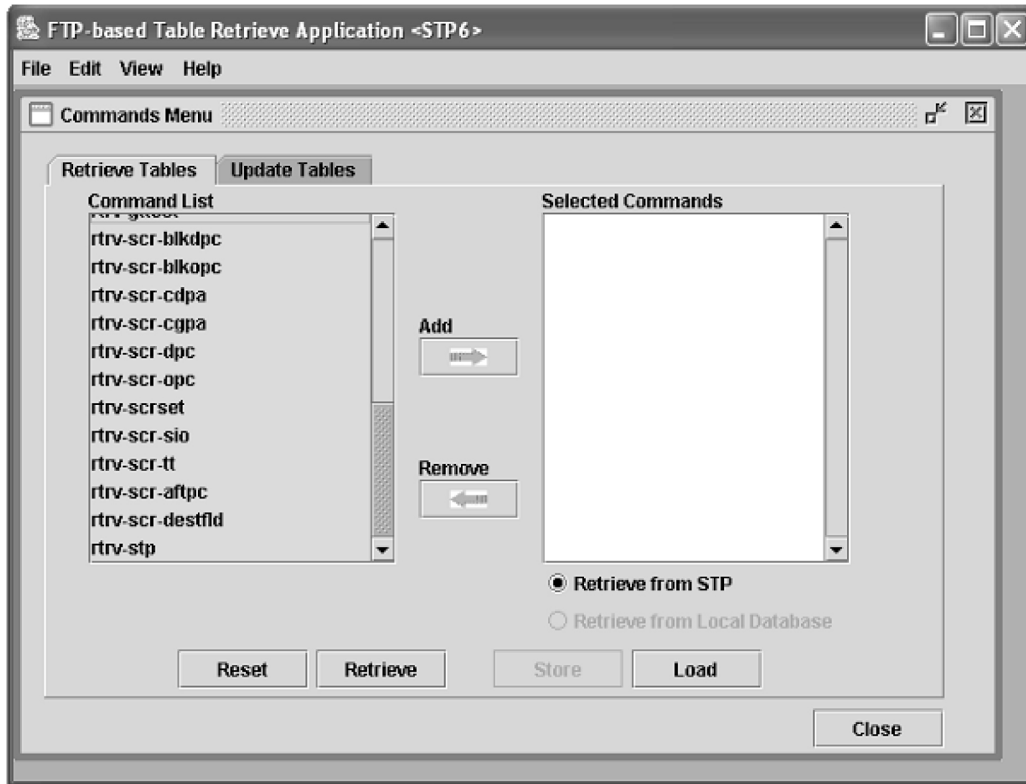 FTP-based Table Retrieve Application <STP6>
File Edit View Help
Commands Menu
Retrieve Tables Update Tables
Command List
rtrv-scr-blkdpc
rtrv-scr-blkopc
rtrv-scr-cdpa
rtrv-scr-cgpa
rtrv-scr-dpc
rtrv-scr-opc
rtrv-scrset
rtrv-scr-sio
rtrv-scr-tt
rtrv-scr-aftpc
rtrv-scr-destfld
rtrv-stp
Add
Remove
Selected Commands
Retrieve from STP
Retrieve from Local Database
Reset Retrieve Store Load
Close